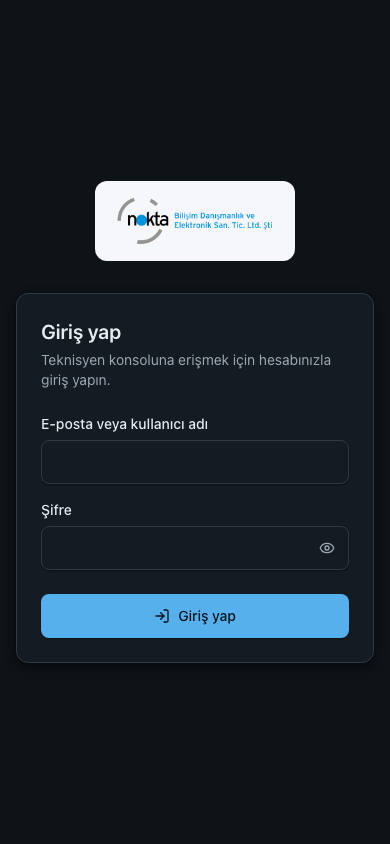 nokta
Bilişim Danışmanlık ve
Elektronik San. Tic. Ltd. Şti
Giriş yap
Teknisyen konsoluna erişmek için hesabınızla
giriş yapın.
E-posta veya kullanıcı adı
Şifre
Giriş yap